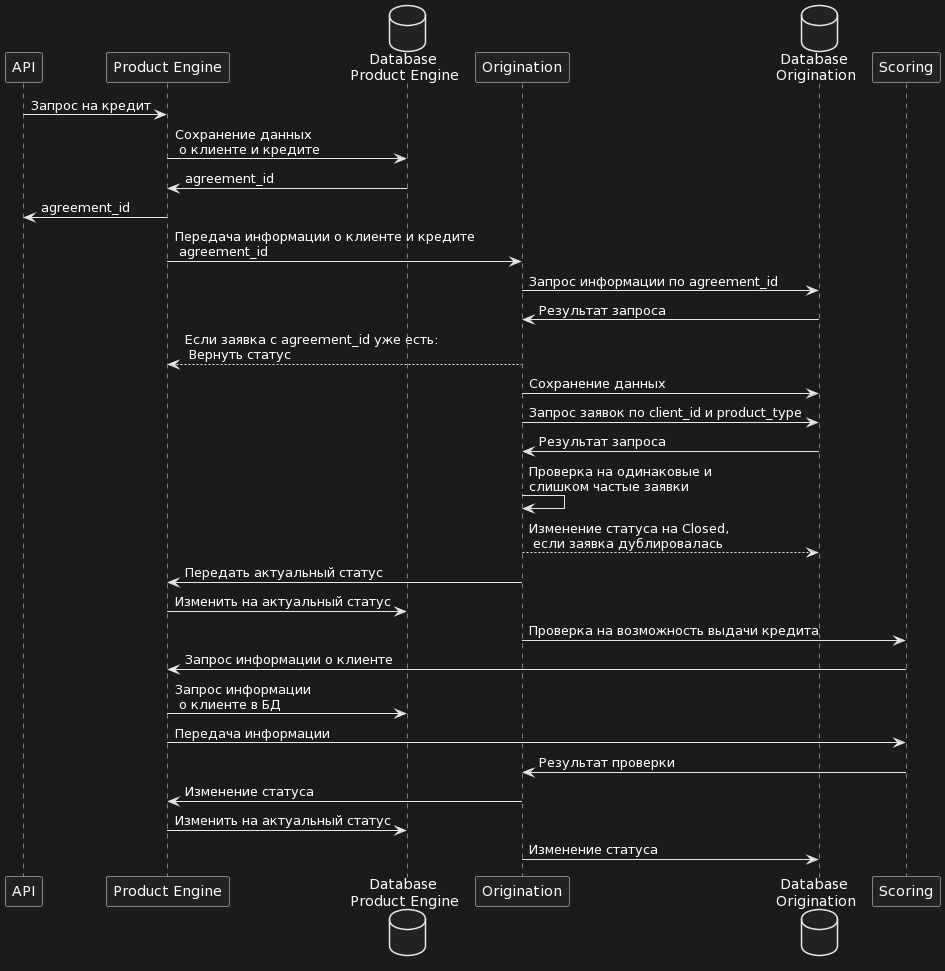 Database
Product Engine
Database
Origination
API
Product Engine
Origination
Scoring
Запрос на кредит
Сохранение данных
о клиенте и кредите
agreement_id
agreement_id
Передача информации о клиенте и кредите
agreement_id
Запрос информации по agreement_id
Результат запроса
Если заявка с agreement_id уже есть:
Вернуть статус
Сохранение данных
Запрос заявок по client_id и product_type
Результат запроса
Проверка на одинаковые и
слишком частые заявки
Изменение статуса на Closed,
если заявка дублировалась
Передать актуальный статус
Изменить на актуальный статус
Проверка на возможность выдачи кредита
Запрос информации о клиенте
Запрос информации
о клиенте в БД
Передача информации
Результат проверки
Изменение статуса
Изменить на актуальный статус
Изменение статуса
API
Product Engine
Database
Product Engine
Origination
Database
Origination
Scoring